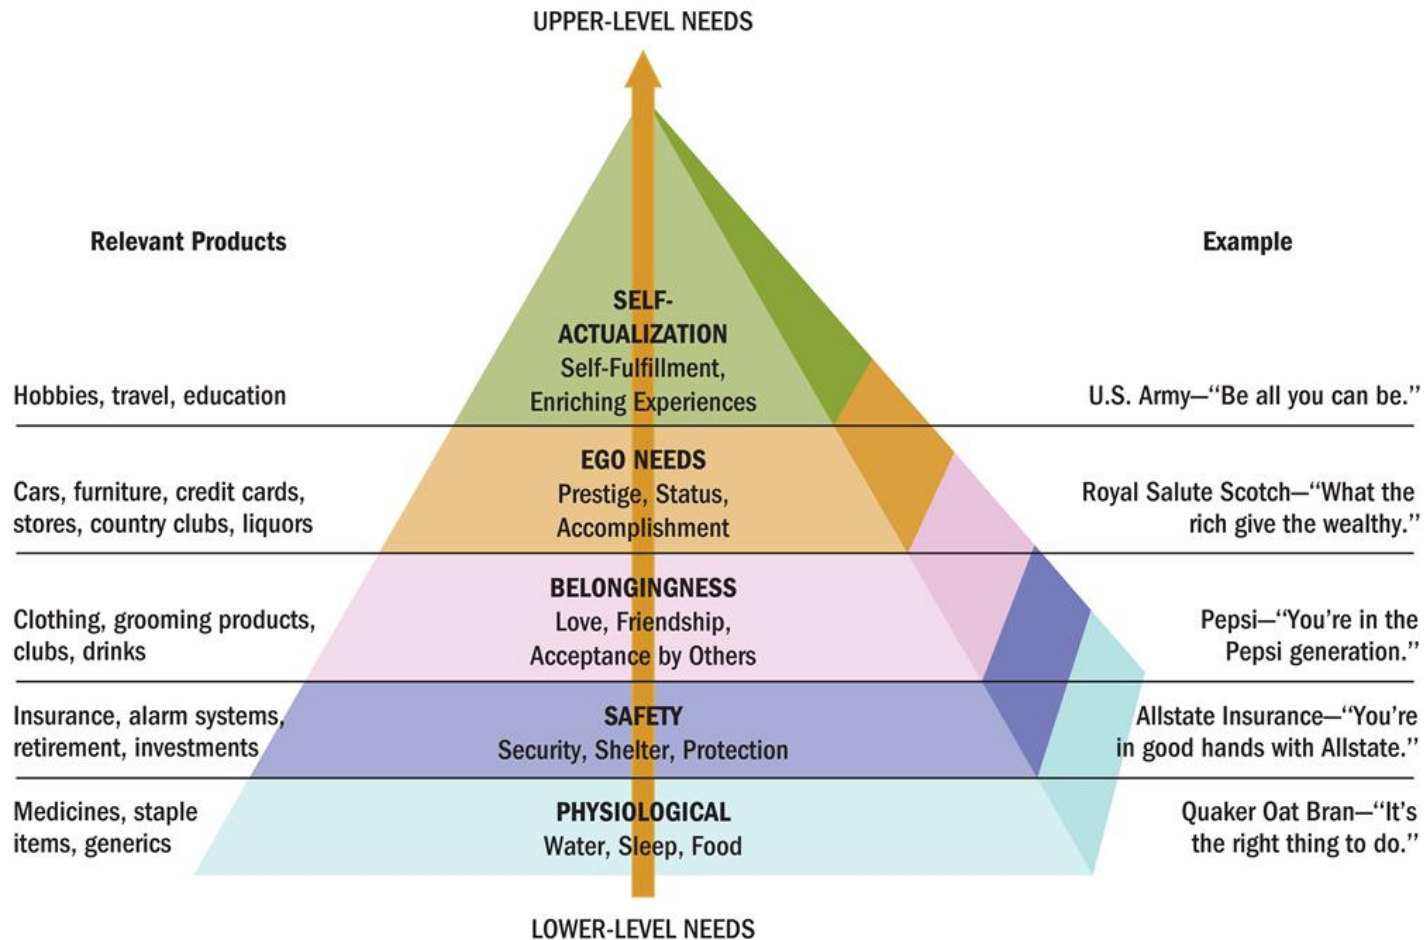 UPPER-LEVEL NEEDS
Relevant Products
Example
SELF-
ACTUALIZATION
Self-Fulfillment,
Enriching Experiences
Hobbies, travel, education
U.S. Army—“Be all you can be.”
EGO NEEDS
Prestige, Status,
Accomplishment
Cars, furniture, credit cards,
stores, country clubs, liquors
Royal Salute Scotch—“What the
rich give the wealthy.”
BELONGINGNESS
Love, Friendship,
Acceptance by Others
Clothing, grooming products,
clubs, drinks
Pepsi—“You’re in the
Pepsi generation.”
SAFETY
Security, Shelter, Protection
Insurance, alarm systems,
retirement, investments
Allstate Insurance—“You’re
in good hands with Allstate.”
PHYSIOLOGICAL
Water, Sleep, Food
Medicines, staple
items, generics
Quaker Oat Bran—“It’s
the right thing to do.”
LOWER-LEVEL NEEDS